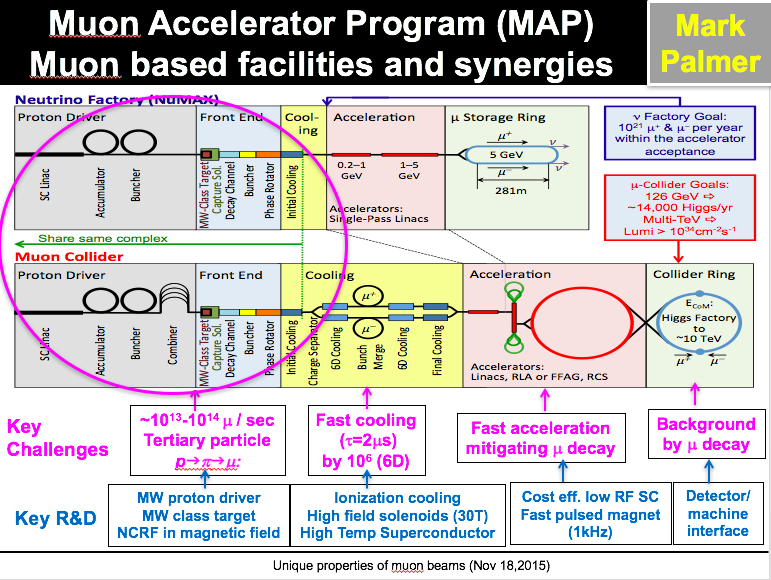 Muon Accelerator Program (MAP)
Muon based facilities and synergies
Mark
Palmer
Neutrino Factory (NuMAX)
Proton Driver
Front End
Cool-
ing
Acceleration
μ Storage Ring
SC Linac
Accumulator
Buncher
MW-Class Target
Capture Sol.
Decay Channel
Buncher
Phase Rotator
Initial Cooling
0.2–1
GeV
1–5
GeV
Accelerators:
Single-Pass Linacs
μ+
5 GeV
μ−
ν
ν
281m
ν Factory Goal:
10²¹ μ+ & μ− per year
within the accelerator
acceptance
μ-Collider Goals:
126 GeV ⇨
~14,000 Higgs/yr
Multi-TeV ⇨
Lumi > 10³⁴cm⁻²s⁻¹
Share same complex
Muon Collider
Proton Driver
Front End
Cooling
Acceleration
Collider Ring
SC Linac
Accumulator
Buncher
Combiner
MW-Class Target
Capture Sol.
Decay Channel
Buncher
Phase Rotator
Initial Cooling
Charge Separator
6D Cooling
μ+
μ−
Bunch
Merge
6D Cooling
Final Cooling
Accelerators:
Linacs, RLA or FFAG, RCS
ECoM:
Higgs Factory
to
~10 TeV
μ+
μ−
Key
Challenges
~10¹³-10¹⁴ μ / sec
Tertiary particle
p→π→μ:
Fast cooling
(τ=2μs)
by 10⁶ (6D)
Fast acceleration
mitigating μ decay
Background
by μ decay
Key R&D
MW proton driver
MW class target
NCRF in magnetic field
Ionization cooling
High field solenoids (30T)
High Temp Superconductor
Cost eff. low RF SC
Fast pulsed magnet
(1kHz)
Detector/
machine
interface
Unique properties of muon beams (Nov 18,2015)